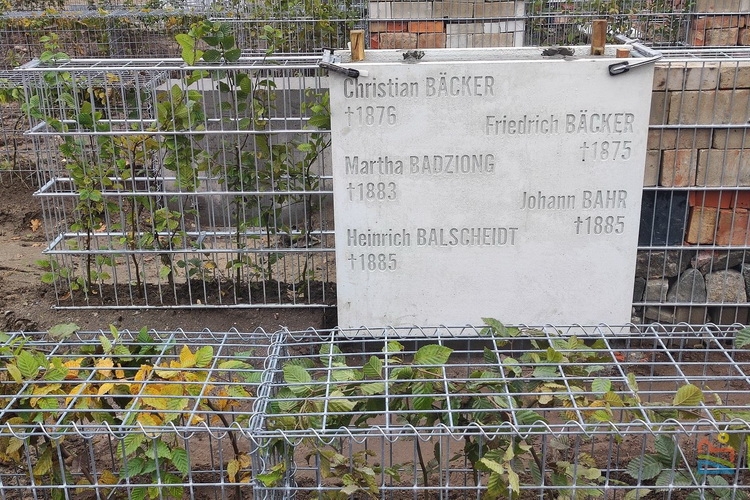 Christian BÄCKER
†1876
Friedrich BÄCKER
†1875
Martha BADZIONG
†1883
Johann BAHR
†1885
Heinrich BALSCHEIDT
†1885